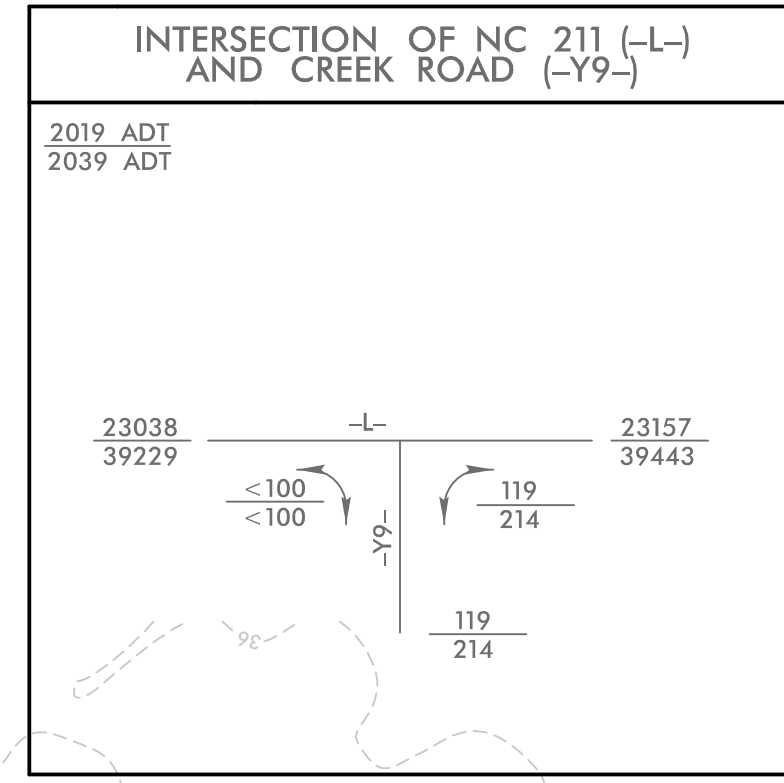 INTERSECTION OF NC 211 (–L–)
AND CREEK ROAD (–Y9–)
2019 ADT
2039 ADT
23038
39229
–L–
23157
39443
<100
<100
119
214
–Y9–
119
214
36